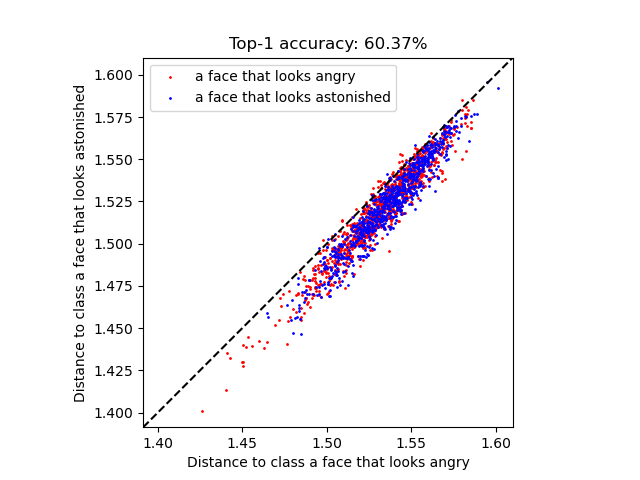 Top-1 accuracy: 60.37%
a face that looks angry
a face that looks astonished
Distance to class a face that looks astonished
1.600
1.575
1.550
1.525
1.500
1.475
1.450
1.425
1.400
1.40 1.45 1.50 1.55 1.60
Distance to class a face that looks angry